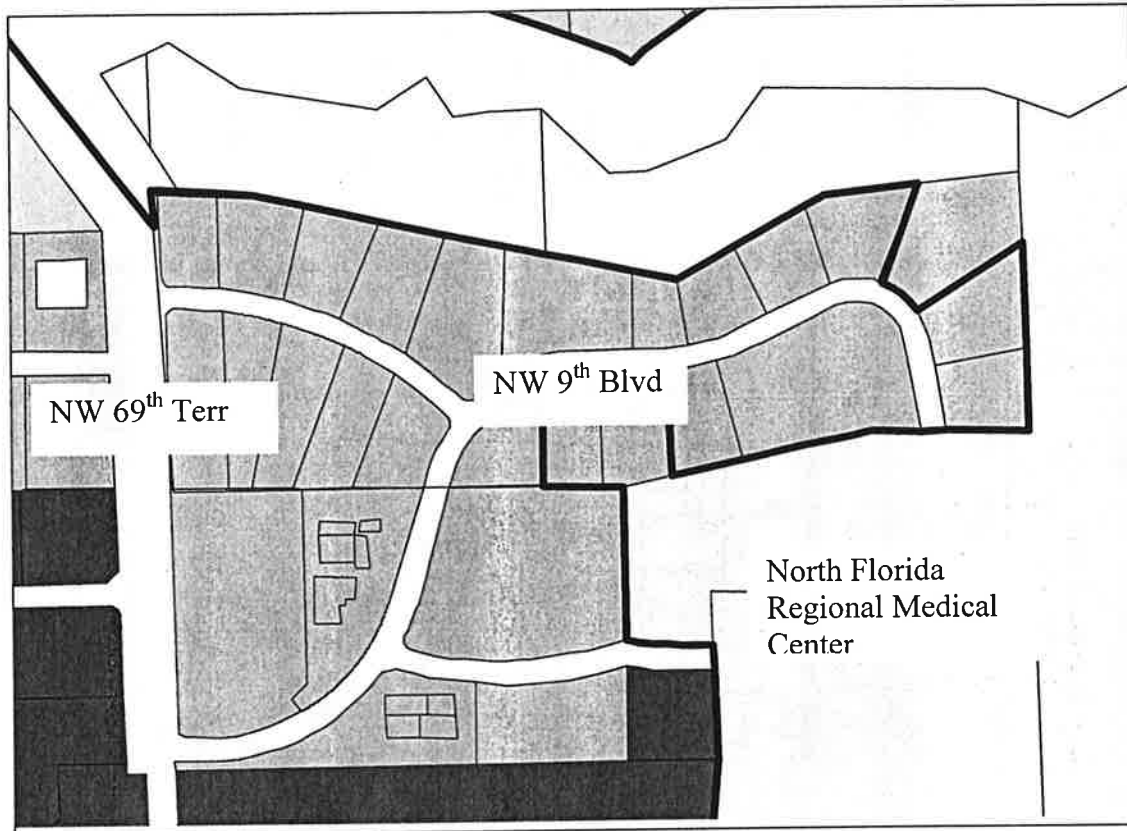 NW 69th Terr
NW 9th Blvd
North Florida
Regional Medical
Center